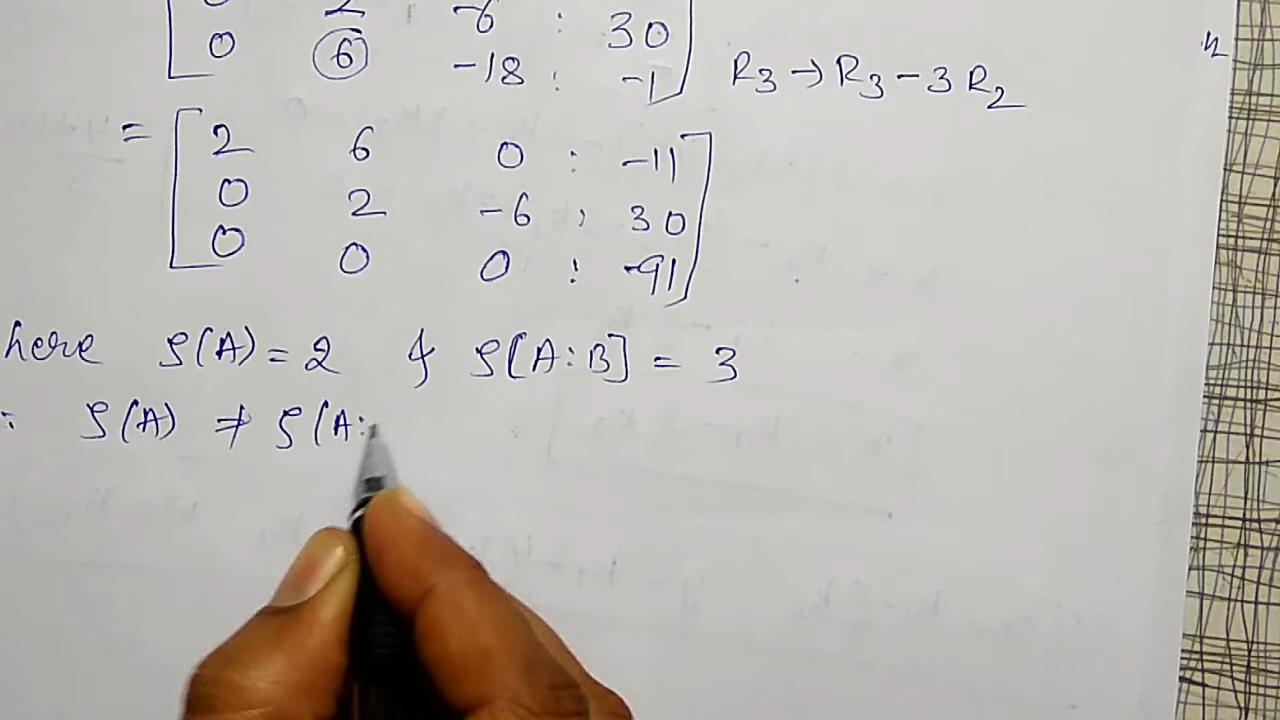 0 2 -6 : 30
0 6 -18 : -1 R3 → R3 - 3R2
= 2 6 0 : -11
0 2 -6 : 30
0 0 0 : -91
here ρ(A) = 2 & ρ[A:B] = 3
∴ ρ(A) ≠ ρ(A: